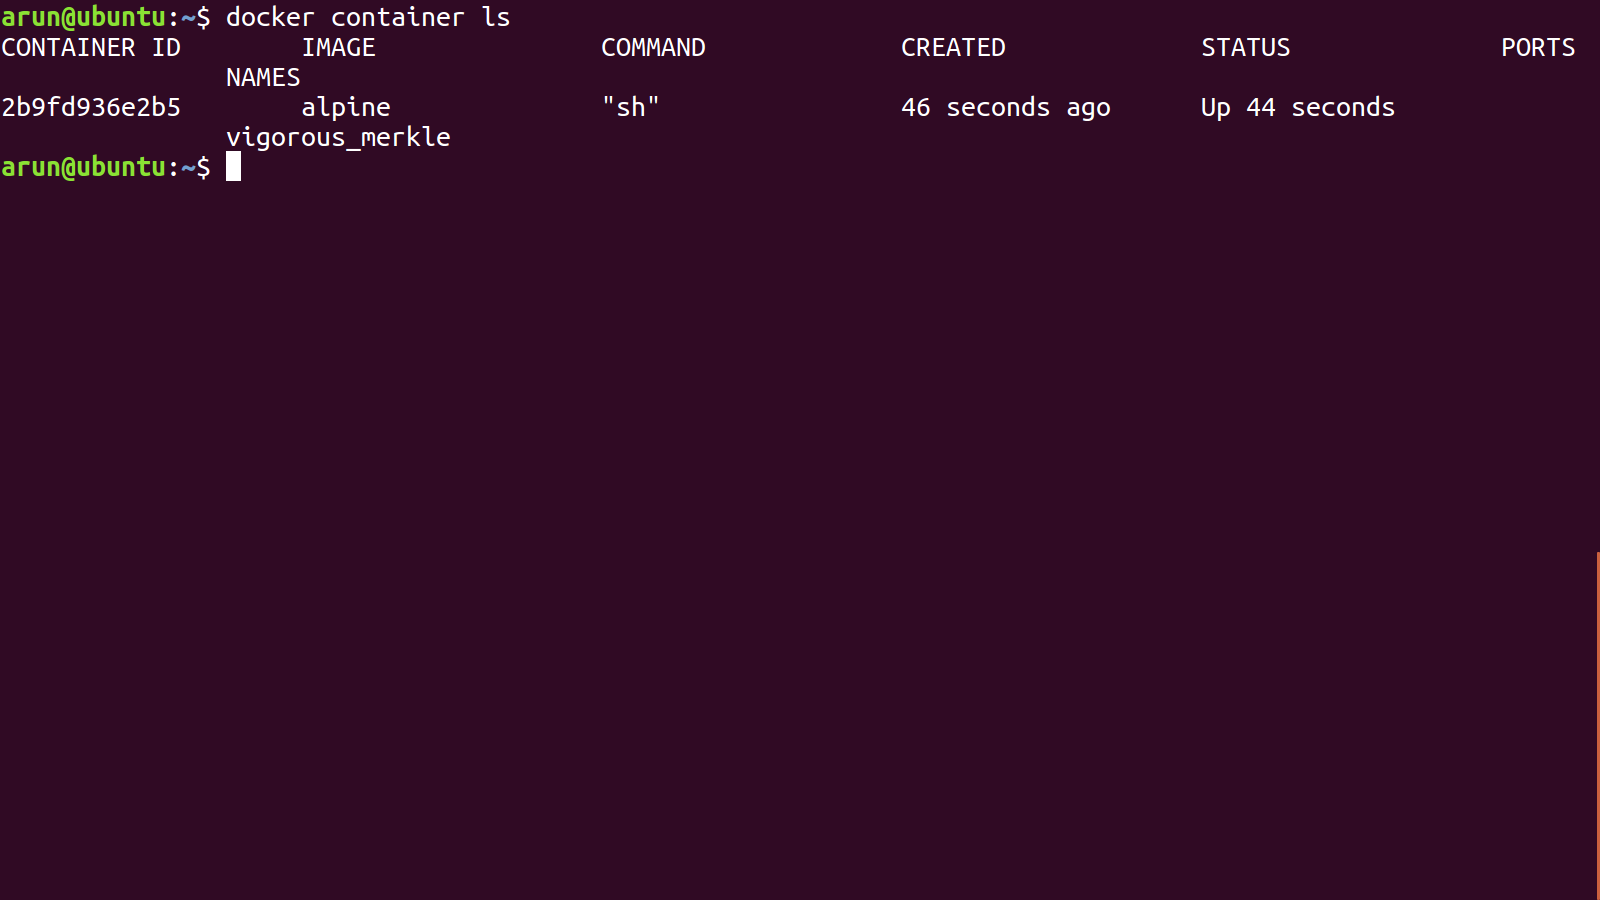 arun@ubuntu:~$ docker container ls
CONTAINER ID        IMAGE               COMMAND             CREATED             STATUS              PORTS
               NAMES
2b9fd936e2b5        alpine              "sh"                46 seconds ago      Up 44 seconds
               vigorous_merkle
arun@ubuntu:~$